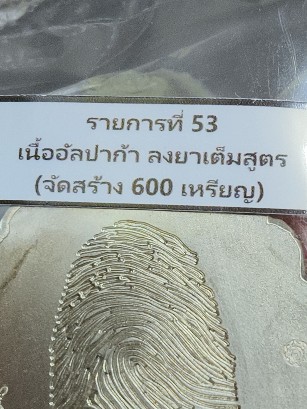 รายการที่ 53
เนื้ออัลปาก้า ลงยาเต็มสูตร
(จัดสร้าง 600 เหรียญ)